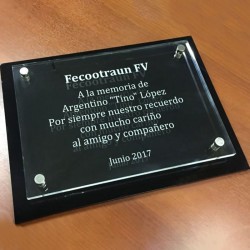 Fecootraun FV
A la memoria de
Argentino "Tino" López
Por siempre nuestro recuerdo
con mucho cariño
al amigo y compañero
Junio 2017